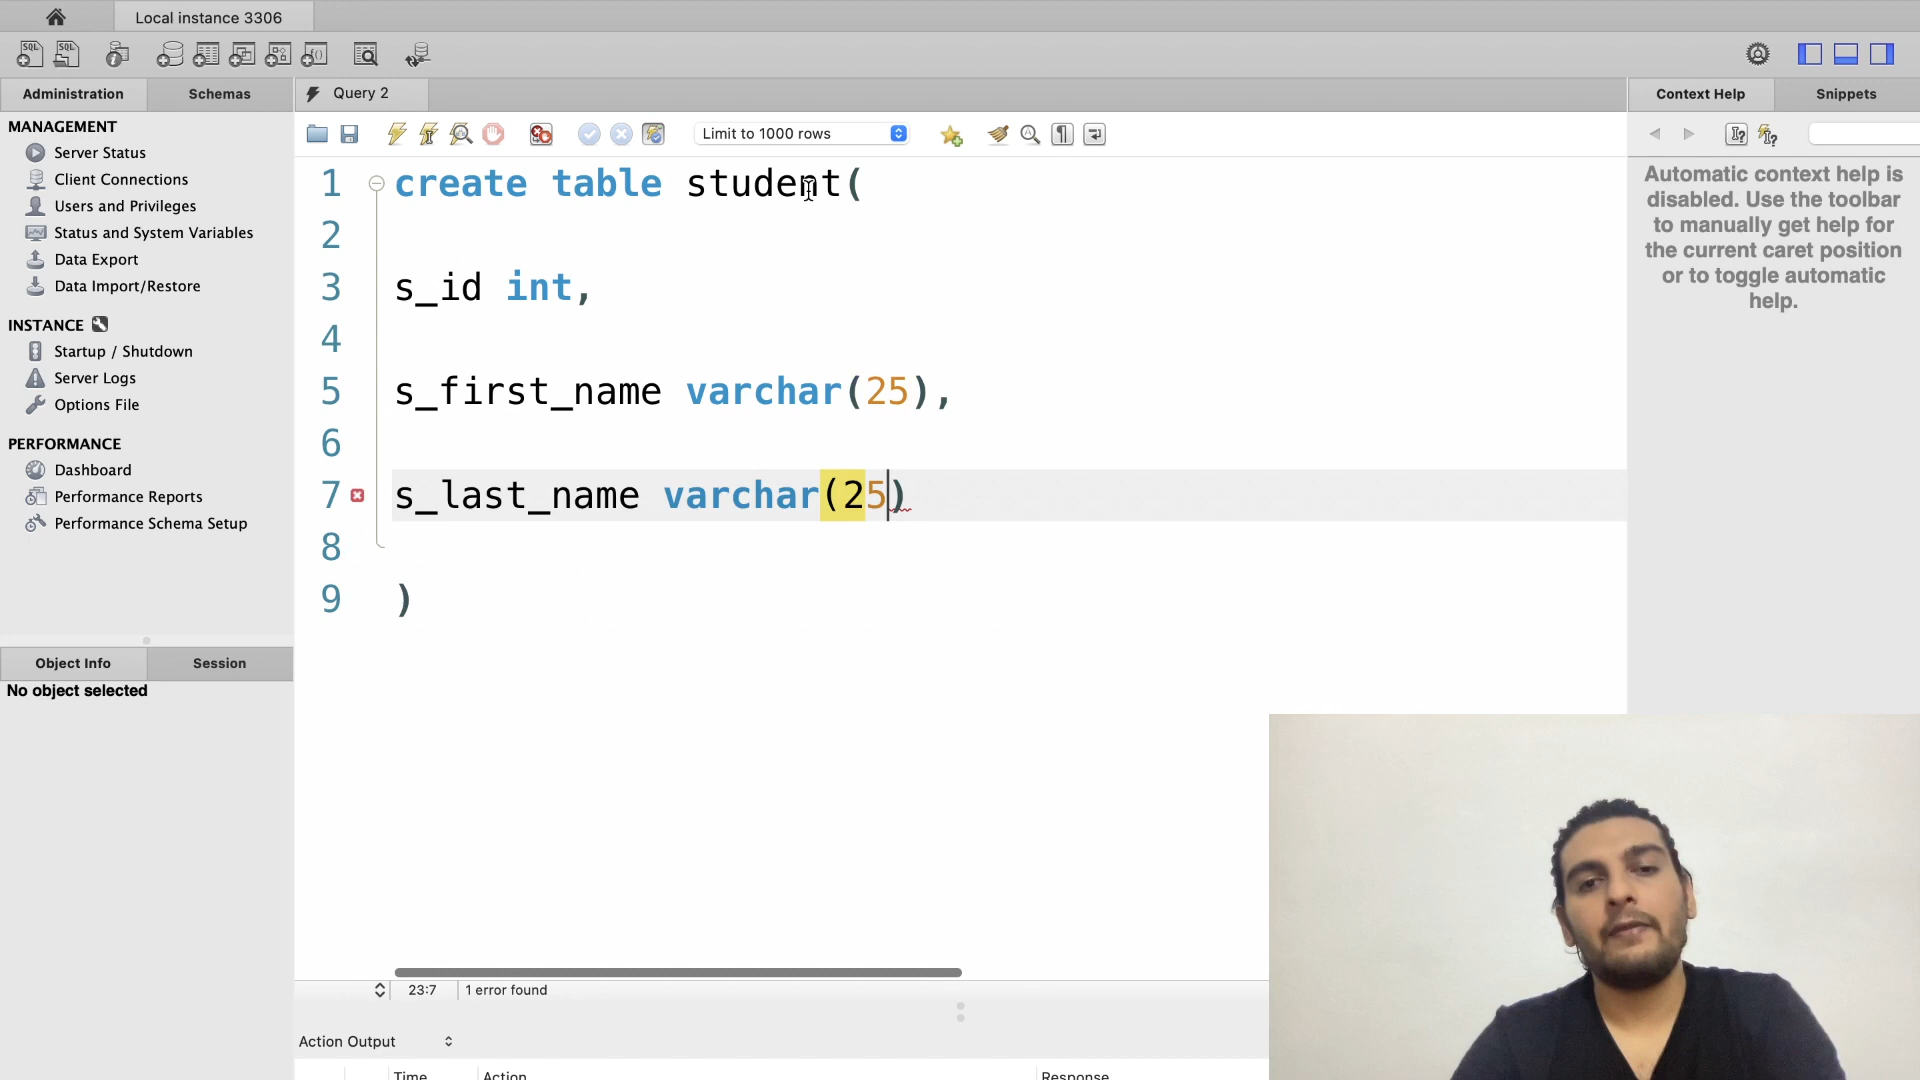 Local instance 3306
SQL
SQL
Administration
Schemas
Query 2
Context Help
Snippets
Limit to 1000 rows
MANAGEMENT
Server Status
Client Connections
Users and Privileges
Status and System Variables
Data Export
Data Import/Restore
INSTANCE
Startup / Shutdown
Server Logs
Options File
PERFORMANCE
Dashboard
Performance Reports
Performance Schema Setup
Object Info
Session
No object selected
1 create table student(
2
3 s_id int,
4
5 s_first_name varchar(25),
6
7 s_last_name varchar(25)
8
9 )
Automatic context help is
disabled. Use the toolbar
to manually get help for
the current caret position
or to toggle automatic
help.
23:7
1 error found
Action Output
Time
Action
Response